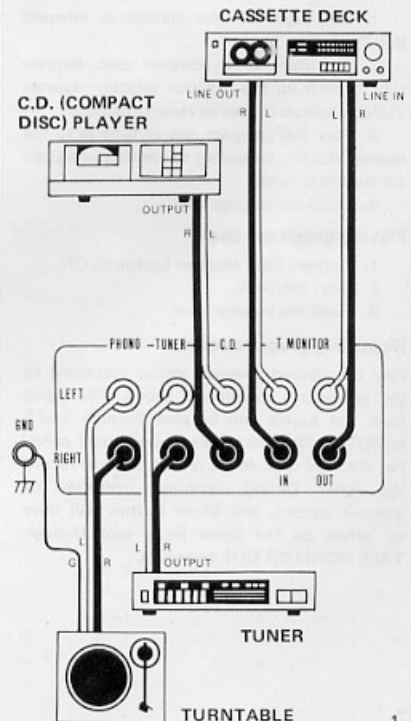 CASSETTE DECK
LINE OUT LINE IN
R L L R
C.D. (COMPACT
DISC) PLAYER
OUTPUT
R L
PHONO TUNER C.D. T. MONITOR
LEFT
GND
RIGHT
IN OUT
L R
OUTPUT
G L R
TUNER
TURNTABLE
1